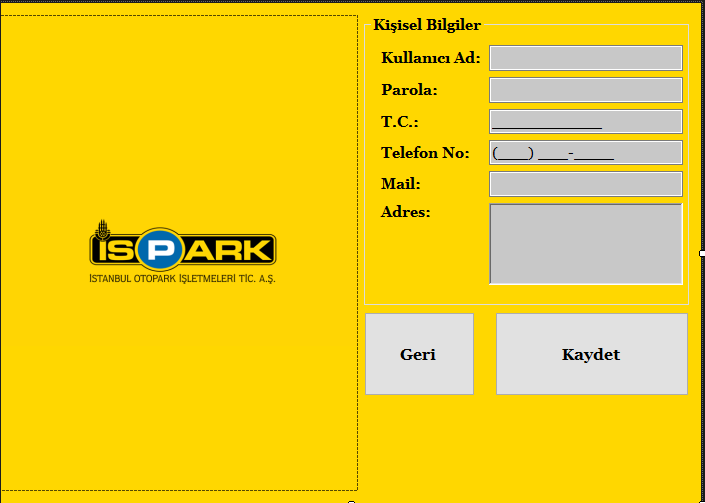 İSPARK
İSTANBUL OTOPARK İŞLETMELERİ TİC. A.Ş.
Kişisel Bilgiler
Kullanıcı Ad:
Parola:
T.C.: ___________
Telefon No: (___) ___-____
Mail:
Adres:
Geri
Kaydet